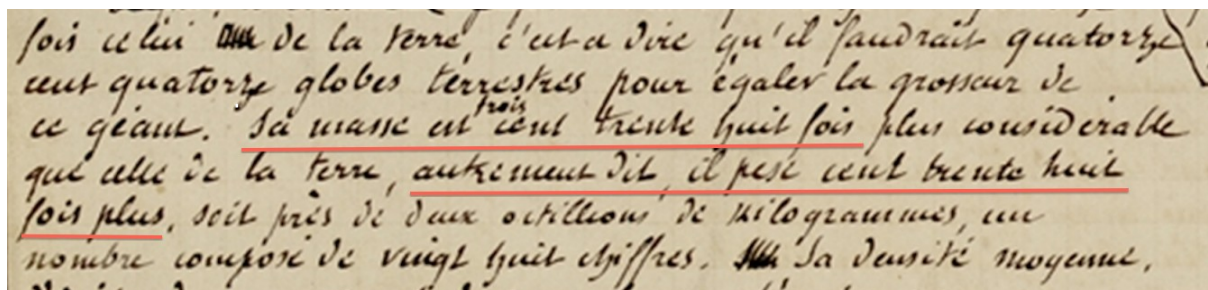 fois celui de la terre, c'est a dire qu'il faudrait quatorze
cent quatorze globes terrestres pour égaler la grosseur de
ce géant. Sa masse est trois cent trente huit fois plus considérable
que celle de la terre, autrement dit, il pese cent trente huit
fois plus, soit près de deux octillions de kilogrammes, un
nombre composé de vingt huit chiffres. Sa densité moyenne,